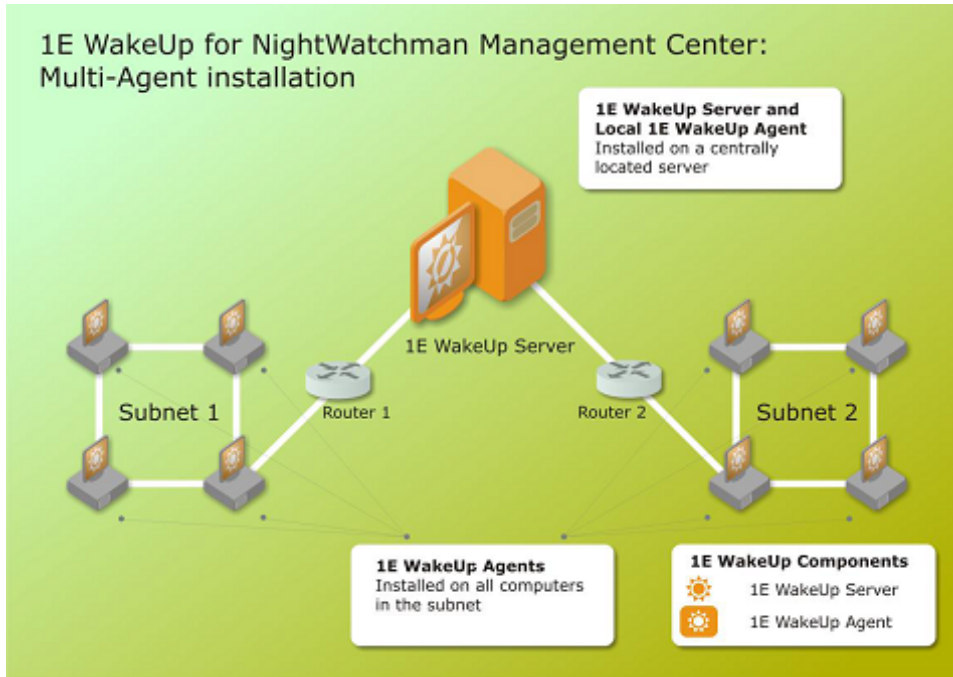 1E WakeUp for NightWatchman Management Center:
Multi-Agent installation
1E WakeUp Server and
Local 1E WakeUp Agent
Installed on a centrally
located server
1E WakeUp Server
Router 1
Router 2
Subnet 1
Subnet 2
1E WakeUp Agents
Installed on all computers
in the subnet
1E WakeUp Components
1E WakeUp Server
1E WakeUp Agent